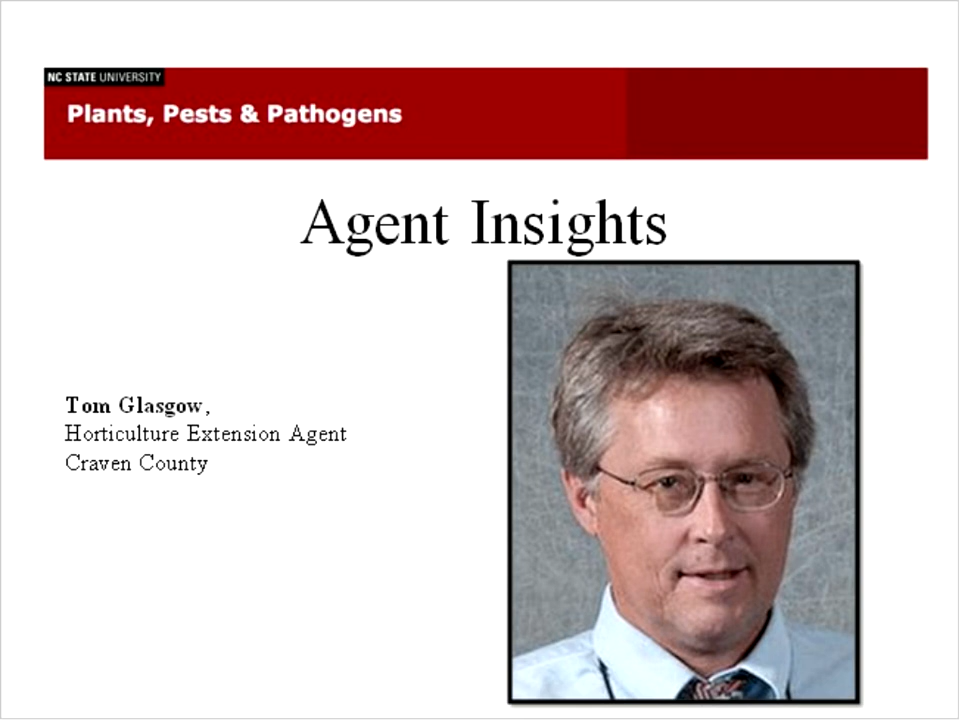 NC STATE UNIVERSITY
Plants, Pests & Pathogens
Agent Insights
Tom Glasgow,
Horticulture Extension Agent
Craven County